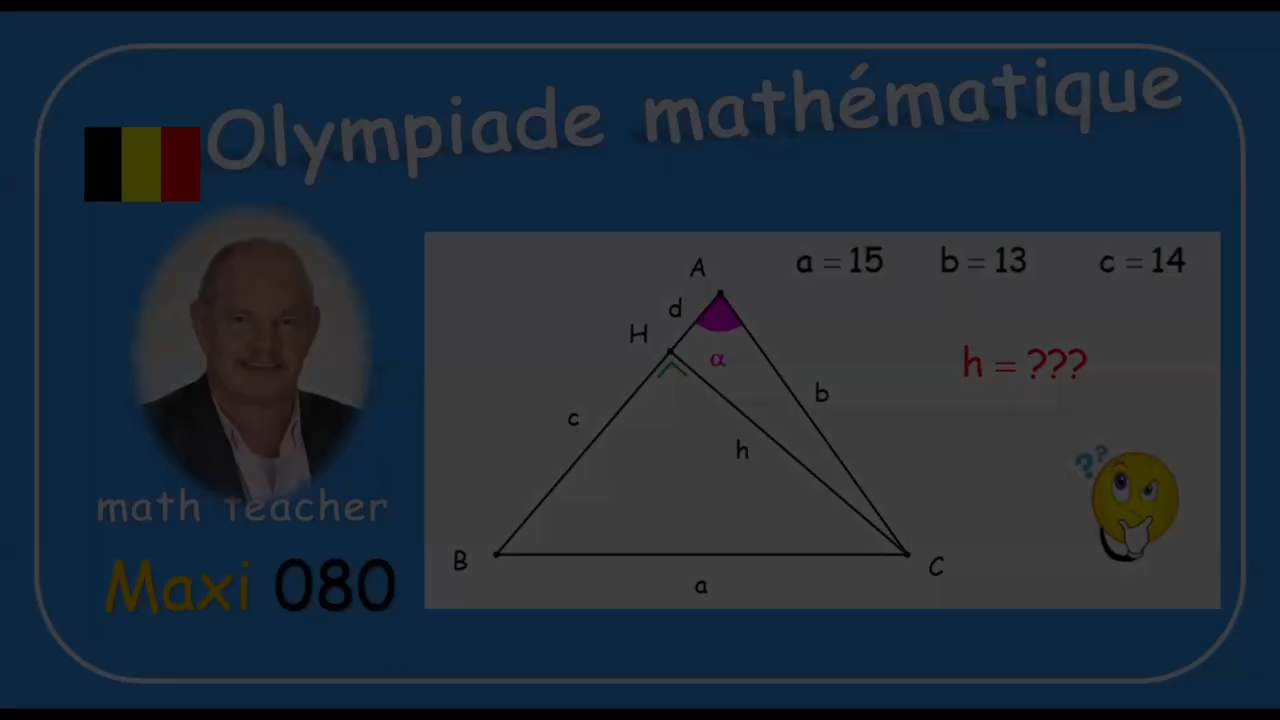 Olympiade mathématique
math teacher
Maxi 080
a = 15 b = 13 c = 14
h = ???
A
d
H
α
b
c
h
B
C
a
??